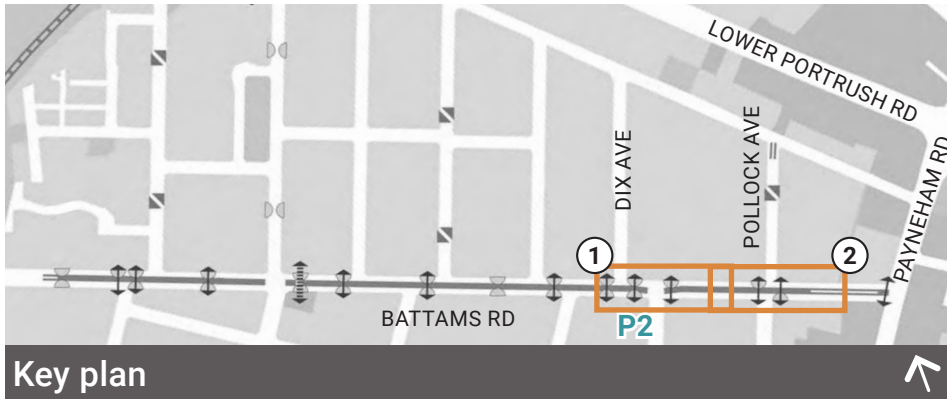 LOWER PORTRUSH RD
DIX AVE
POLLOCK AVE
PAYNEHAM RD
1
2
BATTAMS RD
P2
Key plan